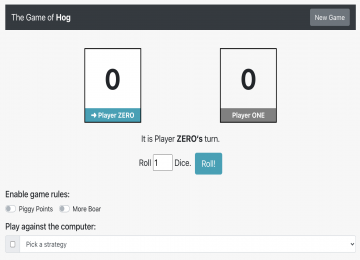 The Game of Hog
New Game
0
0
➜ Player ZERO
Player ONE
It is Player ZERO's turn.
Roll 1 Dice. Roll!
Enable game rules:
Piggy Points More Boar
Play against the computer:
Pick a strategy